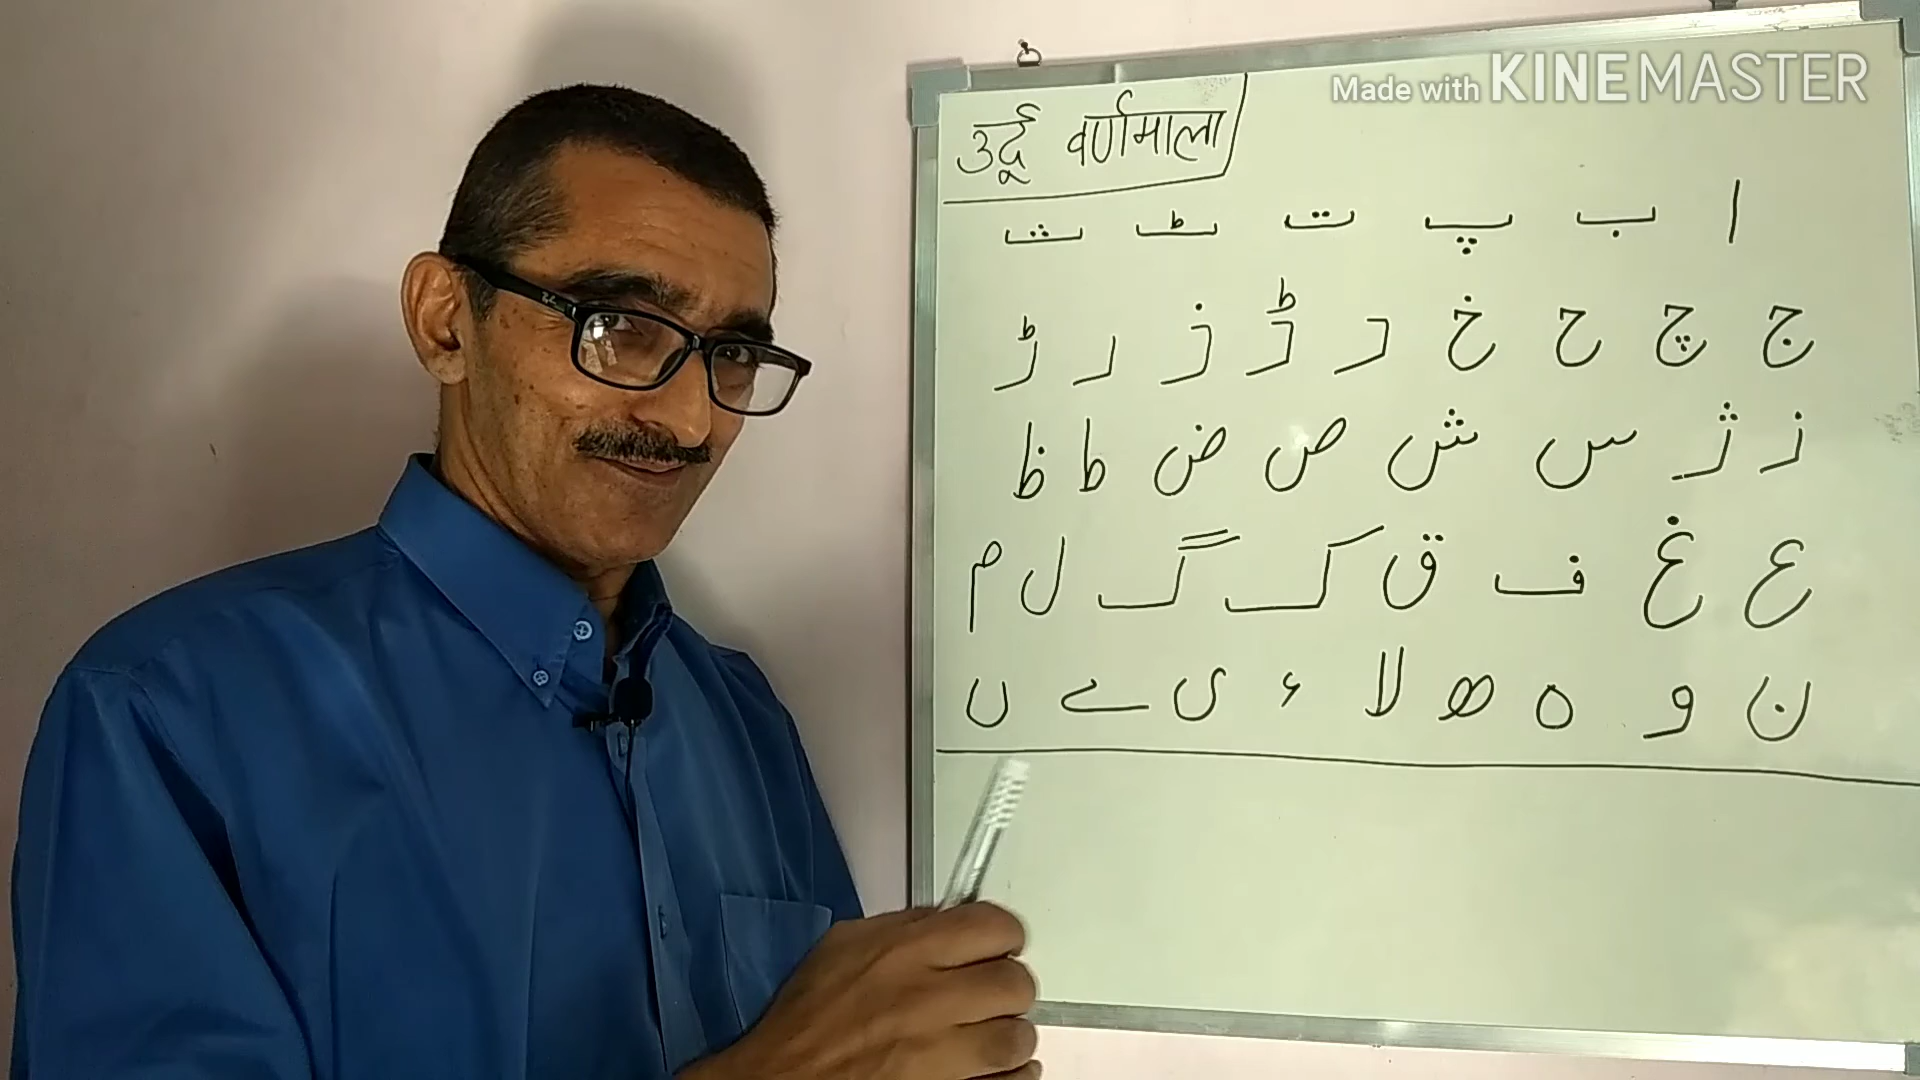 Made with KINEMASTER
उर्दू वर्णमाला
ا ب پ ت ٹ ث
ج چ ح خ د ڈ ذ ر ڑ
ز ژ س ش ص ض ط ظ
ع غ ف ق ک گ ل م
ن و ہ ھ لا ء ی ے ں